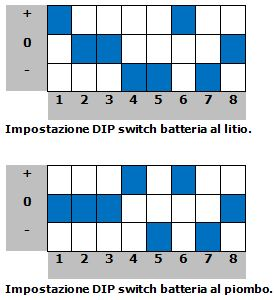 +
0
-
1 2 3 4 5 6 7 8
Impostazione DIP switch batteria al litio.
+
0
-
1 2 3 4 5 6 7 8
Impostazione DIP switch batteria al piombo.